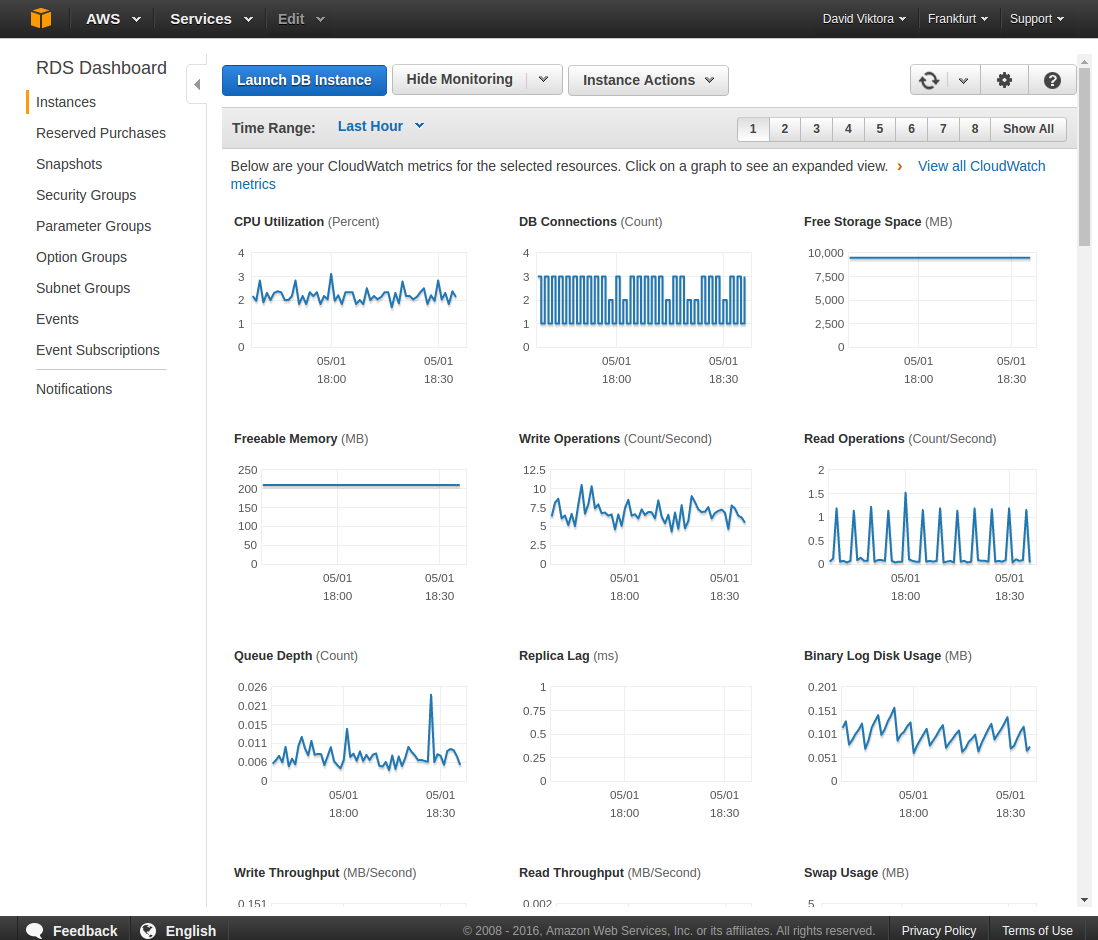 AWS Services Edit David Viktora Frankfurt Support
RDS Dashboard
Instances
Reserved Purchases
Snapshots
Security Groups
Parameter Groups
Option Groups
Subnet Groups
Events
Event Subscriptions
Notifications
Launch DB Instance Hide Monitoring Instance Actions
Time Range: Last Hour 1 2 3 4 5 6 7 8 Show All
Below are your CloudWatch metrics for the selected resources. Click on a graph to see an expanded view. › View all CloudWatch
metrics
CPU Utilization (Percent)
4
3
2
1
0
05/01 05/01
18:00 18:30
DB Connections (Count)
4
3
2
1
0
05/01 05/01
18:00 18:30
Free Storage Space (MB)
10,000
7,500
5,000
2,500
0
05/01 05/01
18:00 18:30
Freeable Memory (MB)
250
200
150
100
50
0
05/01 05/01
18:00 18:30
Write Operations (Count/Second)
12.5
10
7.5
5
2.5
0
05/01 05/01
18:00 18:30
Read Operations (Count/Second)
2
1.5
1
0.5
0
05/01 05/01
18:00 18:30
Queue Depth (Count)
0.026
0.021
0.015
0.011
0.006
0
05/01 05/01
18:00 18:30
Replica Lag (ms)
1
0.75
0.5
0.25
0
05/01 05/01
18:00 18:30
Binary Log Disk Usage (MB)
0.201
0.151
0.101
0.051
0
05/01 05/01
18:00 18:30
Write Throughput (MB/Second)
0.151
Read Throughput (MB/Second)
0.002
Swap Usage (MB)
5
Feedback English © 2008 - 2016, Amazon Web Services, Inc. or its affiliates. All rights reserved. Privacy Policy Terms of Use